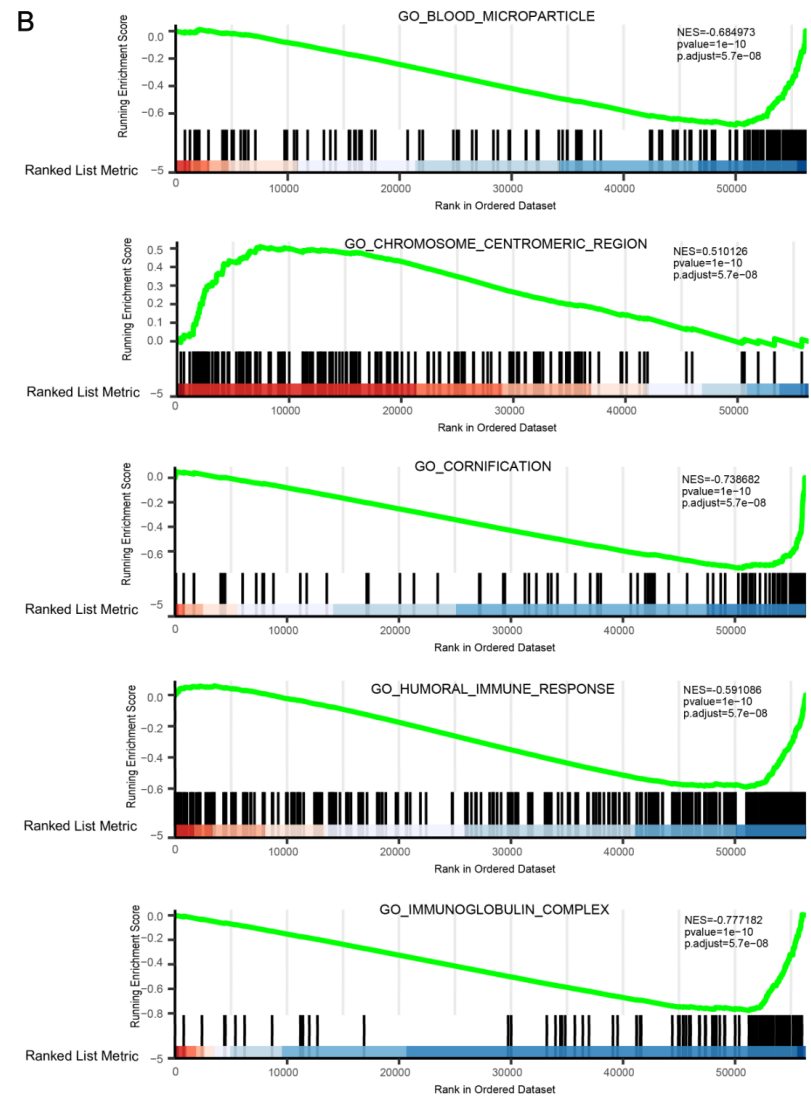 B
GO_BLOOD_MICROPARTICLE
NES=-0.684973
pvalue=1e−10
p.adjust=5.7e−08
Running Enrichment Score
0.0
−0.2
−0.4
−0.6
Ranked List Metric
−5
0 10000 20000 30000 40000 50000
Rank in Ordered Dataset
GO_CHROMOSOME_CENTROMERIC_REGION
NES=0.510126
pvalue=1e−10
p.adjust=5.7e−08
Running Enrichment Score
0.5
0.4
0.3
0.2
0.1
0.0
Ranked List Metric
−5
0 10000 20000 30000 40000 50000
Rank in Ordered Dataset
GO_CORNIFICATION
NES=-0.738682
pvalue=1e−10
p.adjust=5.7e−08
Running Enrichment Score
0.0
−0.2
−0.4
−0.6
Ranked List Metric
−5
0 10000 20000 30000 40000 50000
Rank in Ordered Dataset
GO_HUMORAL_IMMUNE_RESPONSE
NES=-0.591086
pvalue=1e−10
p.adjust=5.7e−08
Running Enrichment Score
0.0
−0.2
−0.4
−0.6
Ranked List Metric
−5
0 10000 20000 30000 40000 50000
Rank in Ordered Dataset
GO_IMMUNOGLOBULIN_COMPLEX
NES=-0.777182
pvalue=1e−10
p.adjust=5.7e−08
Running Enrichment Score
0.0
−0.2
−0.4
−0.6
−0.8
Ranked List Metric
−5
0 10000 20000 30000 40000 50000
Rank in Ordered Dataset